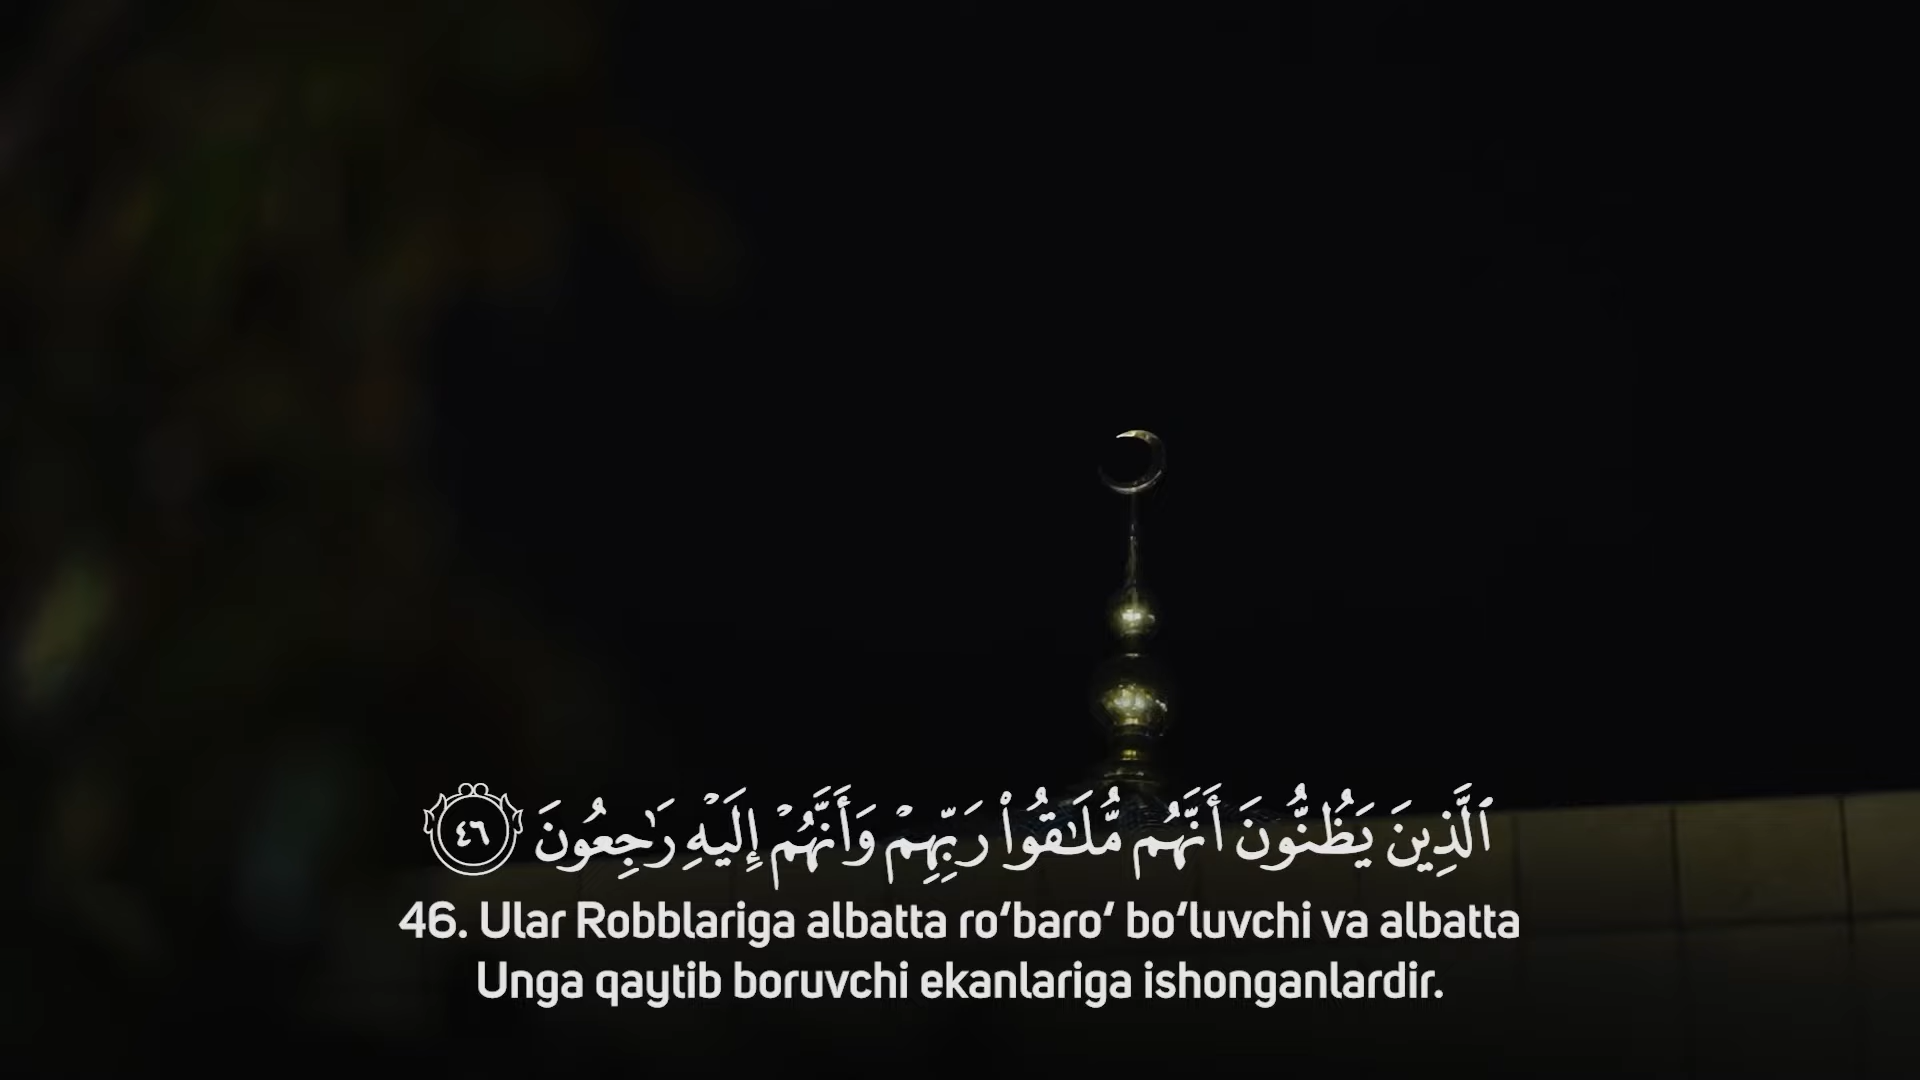 ٱلَّذِينَ يَظُنُّونَ أَنَّهُم مُّلَـٰقُوا۟ رَبِّهِمْ وَأَنَّهُمْ إِلَيْهِ رَٰجِعُونَ ٤٦
46. Ular Robblariga albatta ro‘baro‘ bo‘luvchi va albatta
Unga qaytib boruvchi ekanlariga ishonganlardir.